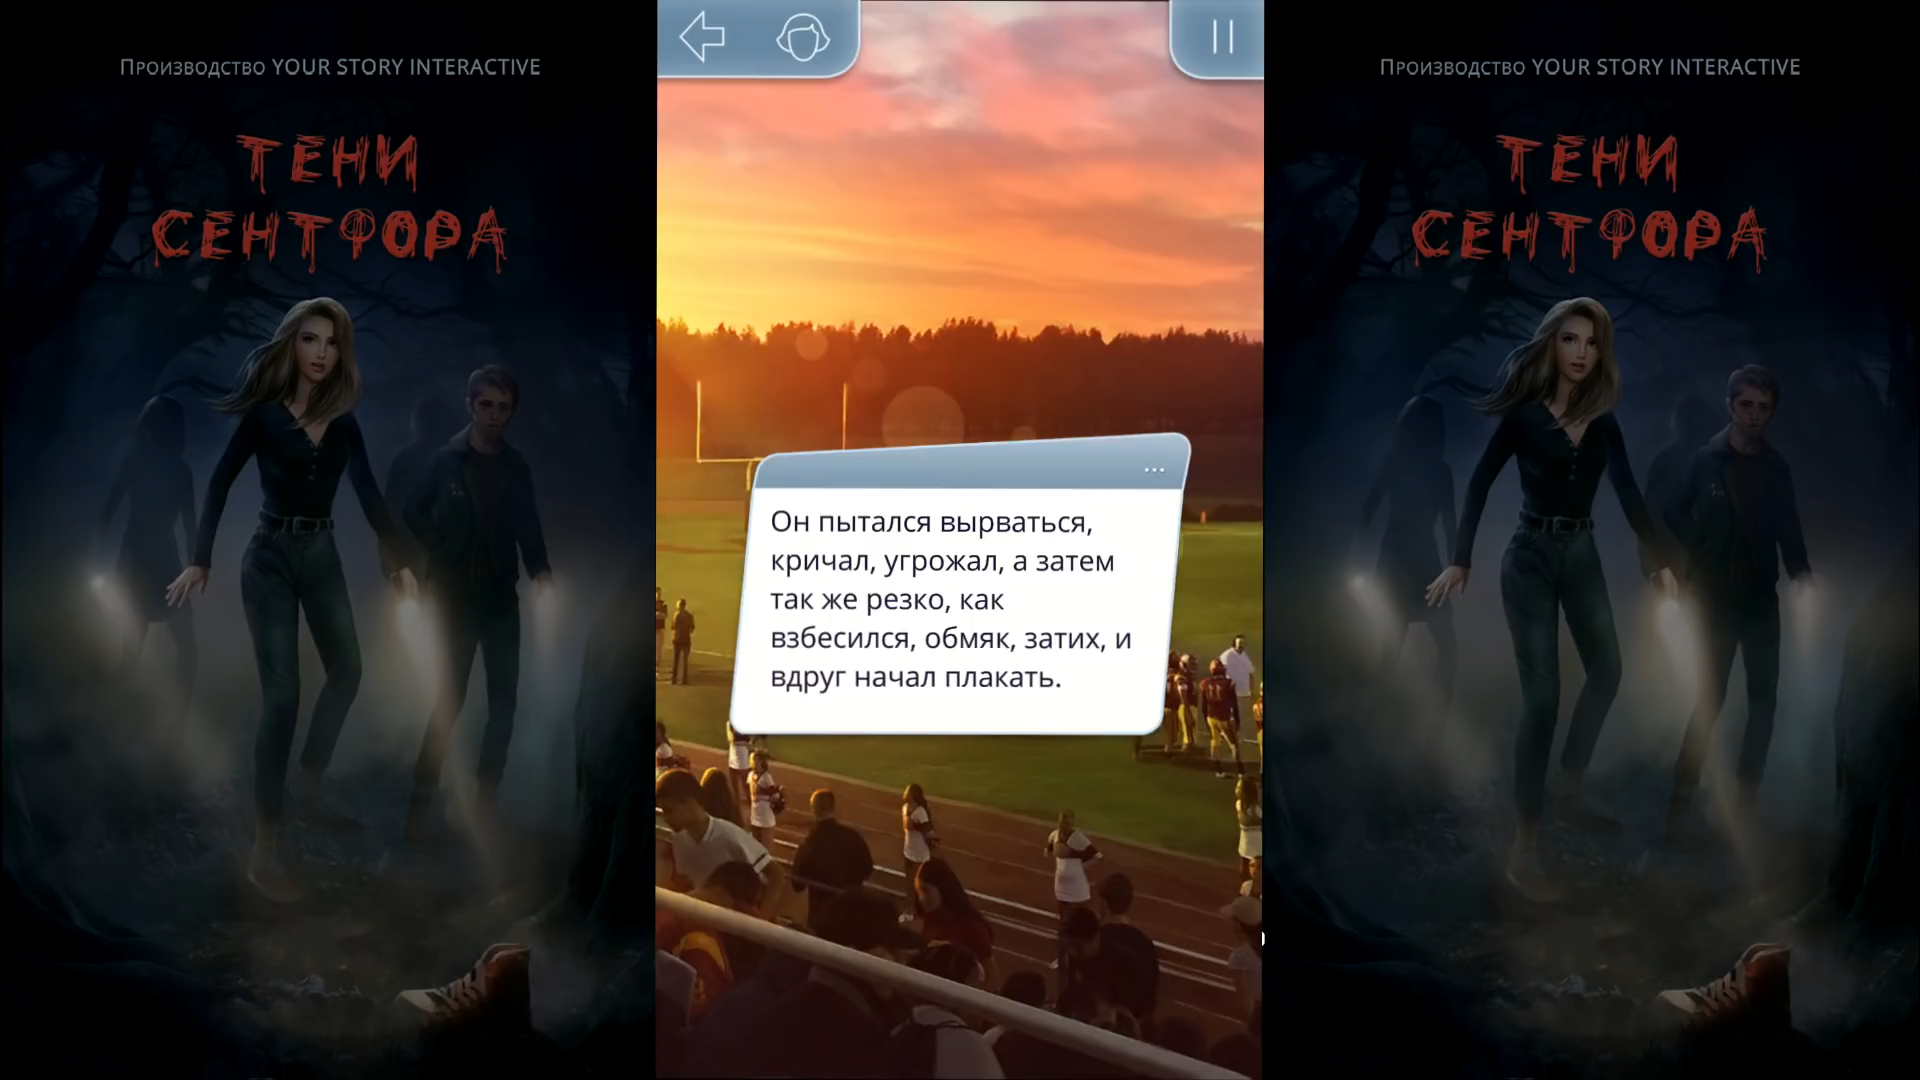 Производство YOUR STORY INTERACTIVE
ТЕНИ
СЕНТФОРА
...
Он пытался вырваться,
кричал, угрожал, а затем
так же резко, как
взбесился, обмяк, затих, и
вдруг начал плакать.
Производство YOUR STORY INTERACTIVE
ТЕНИ
СЕНТФОРА